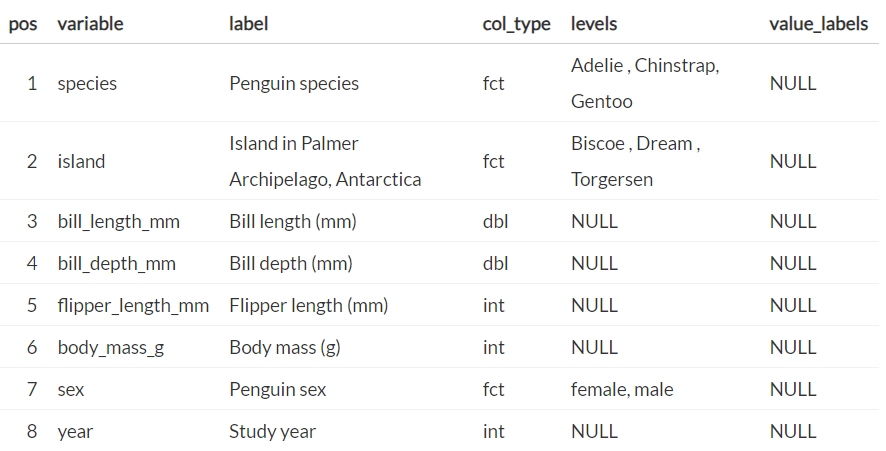 pos variable label col_type levels value_labels
1 species Penguin species fct Adelie , Chinstrap, Gentoo NULL
2 island Island in Palmer Archipelago, Antarctica fct Biscoe , Dream , Torgersen NULL
3 bill_length_mm Bill length (mm) dbl NULL NULL
4 bill_depth_mm Bill depth (mm) dbl NULL NULL
5 flipper_length_mm Flipper length (mm) int NULL NULL
6 body_mass_g Body mass (g) int NULL NULL
7 sex Penguin sex fct female, male NULL
8 year Study year int NULL NULL